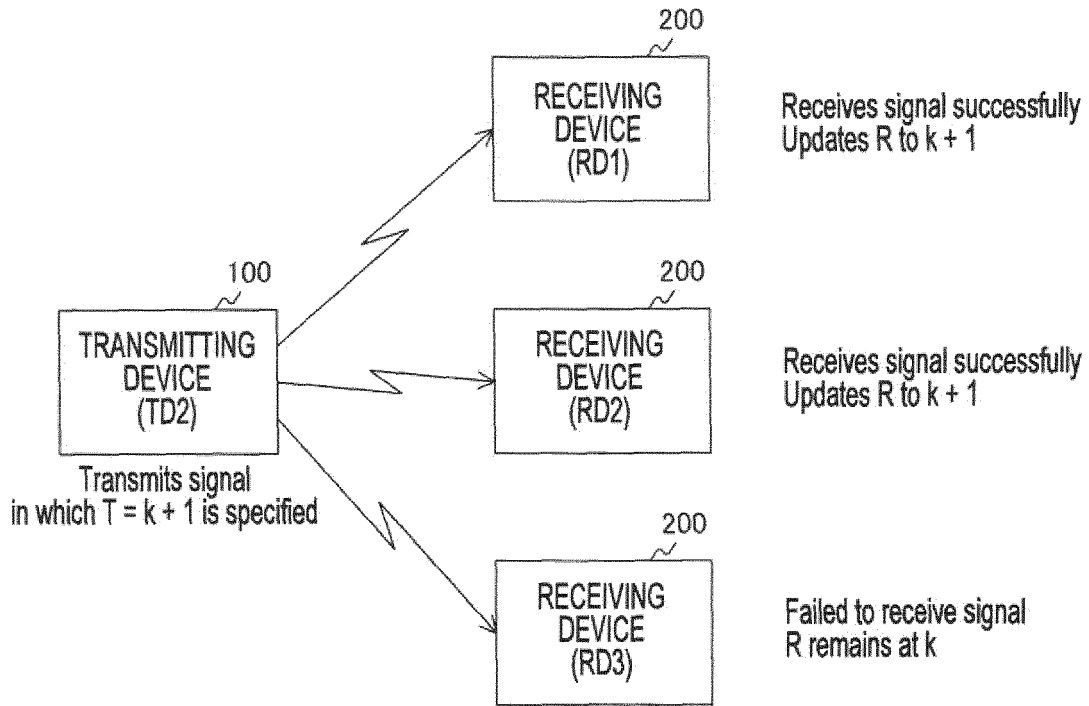 200
RECEIVING
DEVICE
(RD1)
Receives signal successfully
Updates R to k + 1
100
TRANSMITTING
DEVICE
(TD2)
Transmits signal
in which T = k + 1 is specified
200
RECEIVING
DEVICE
(RD2)
Receives signal successfully
Updates R to k + 1
200
RECEIVING
DEVICE
(RD3)
Failed to receive signal
R remains at k